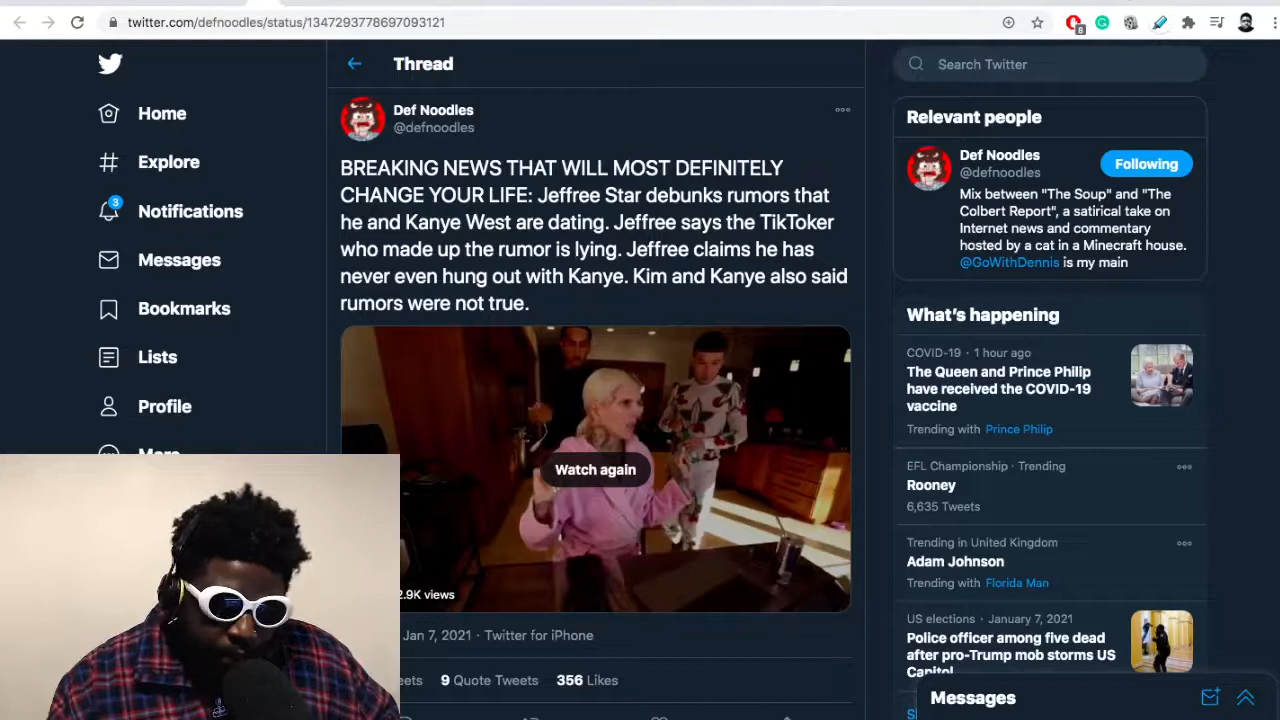 twitter.com/defnoodles/status/1347293778697093121
8
Home
Explore
3
Notifications
Messages
Bookmarks
Lists
Profile
More
Thread
Def Noodles
@defnoodles
BREAKING NEWS THAT WILL MOST DEFINITELY
CHANGE YOUR LIFE: Jeffree Star debunks rumors that
he and Kanye West are dating. Jeffree says the TikToker
who made up the rumor is lying. Jeffree claims he has
never even hung out with Kanye. Kim and Kanye also said
rumors were not true.
Watch again
2.9K views
Jan 7, 2021 · Twitter for iPhone
9 Quote Tweets 356 Likes
Search Twitter
Relevant people
Def Noodles
@defnoodles
Following
Mix between "The Soup" and "The
Colbert Report", a satirical take on
Internet news and commentary
hosted by a cat in a Minecraft house.
@GoWithDennis is my main
What's happening
COVID-19 · 1 hour ago
The Queen and Prince Philip
have received the COVID-19
vaccine
Trending with Prince Philip
EFL Championship · Trending
Rooney
6,635 Tweets
Trending in United Kingdom
Adam Johnson
Trending with Florida Man
US elections · January 7, 2021
Police officer among five dead
after pro-Trump mob storms US
Capitol
Messages